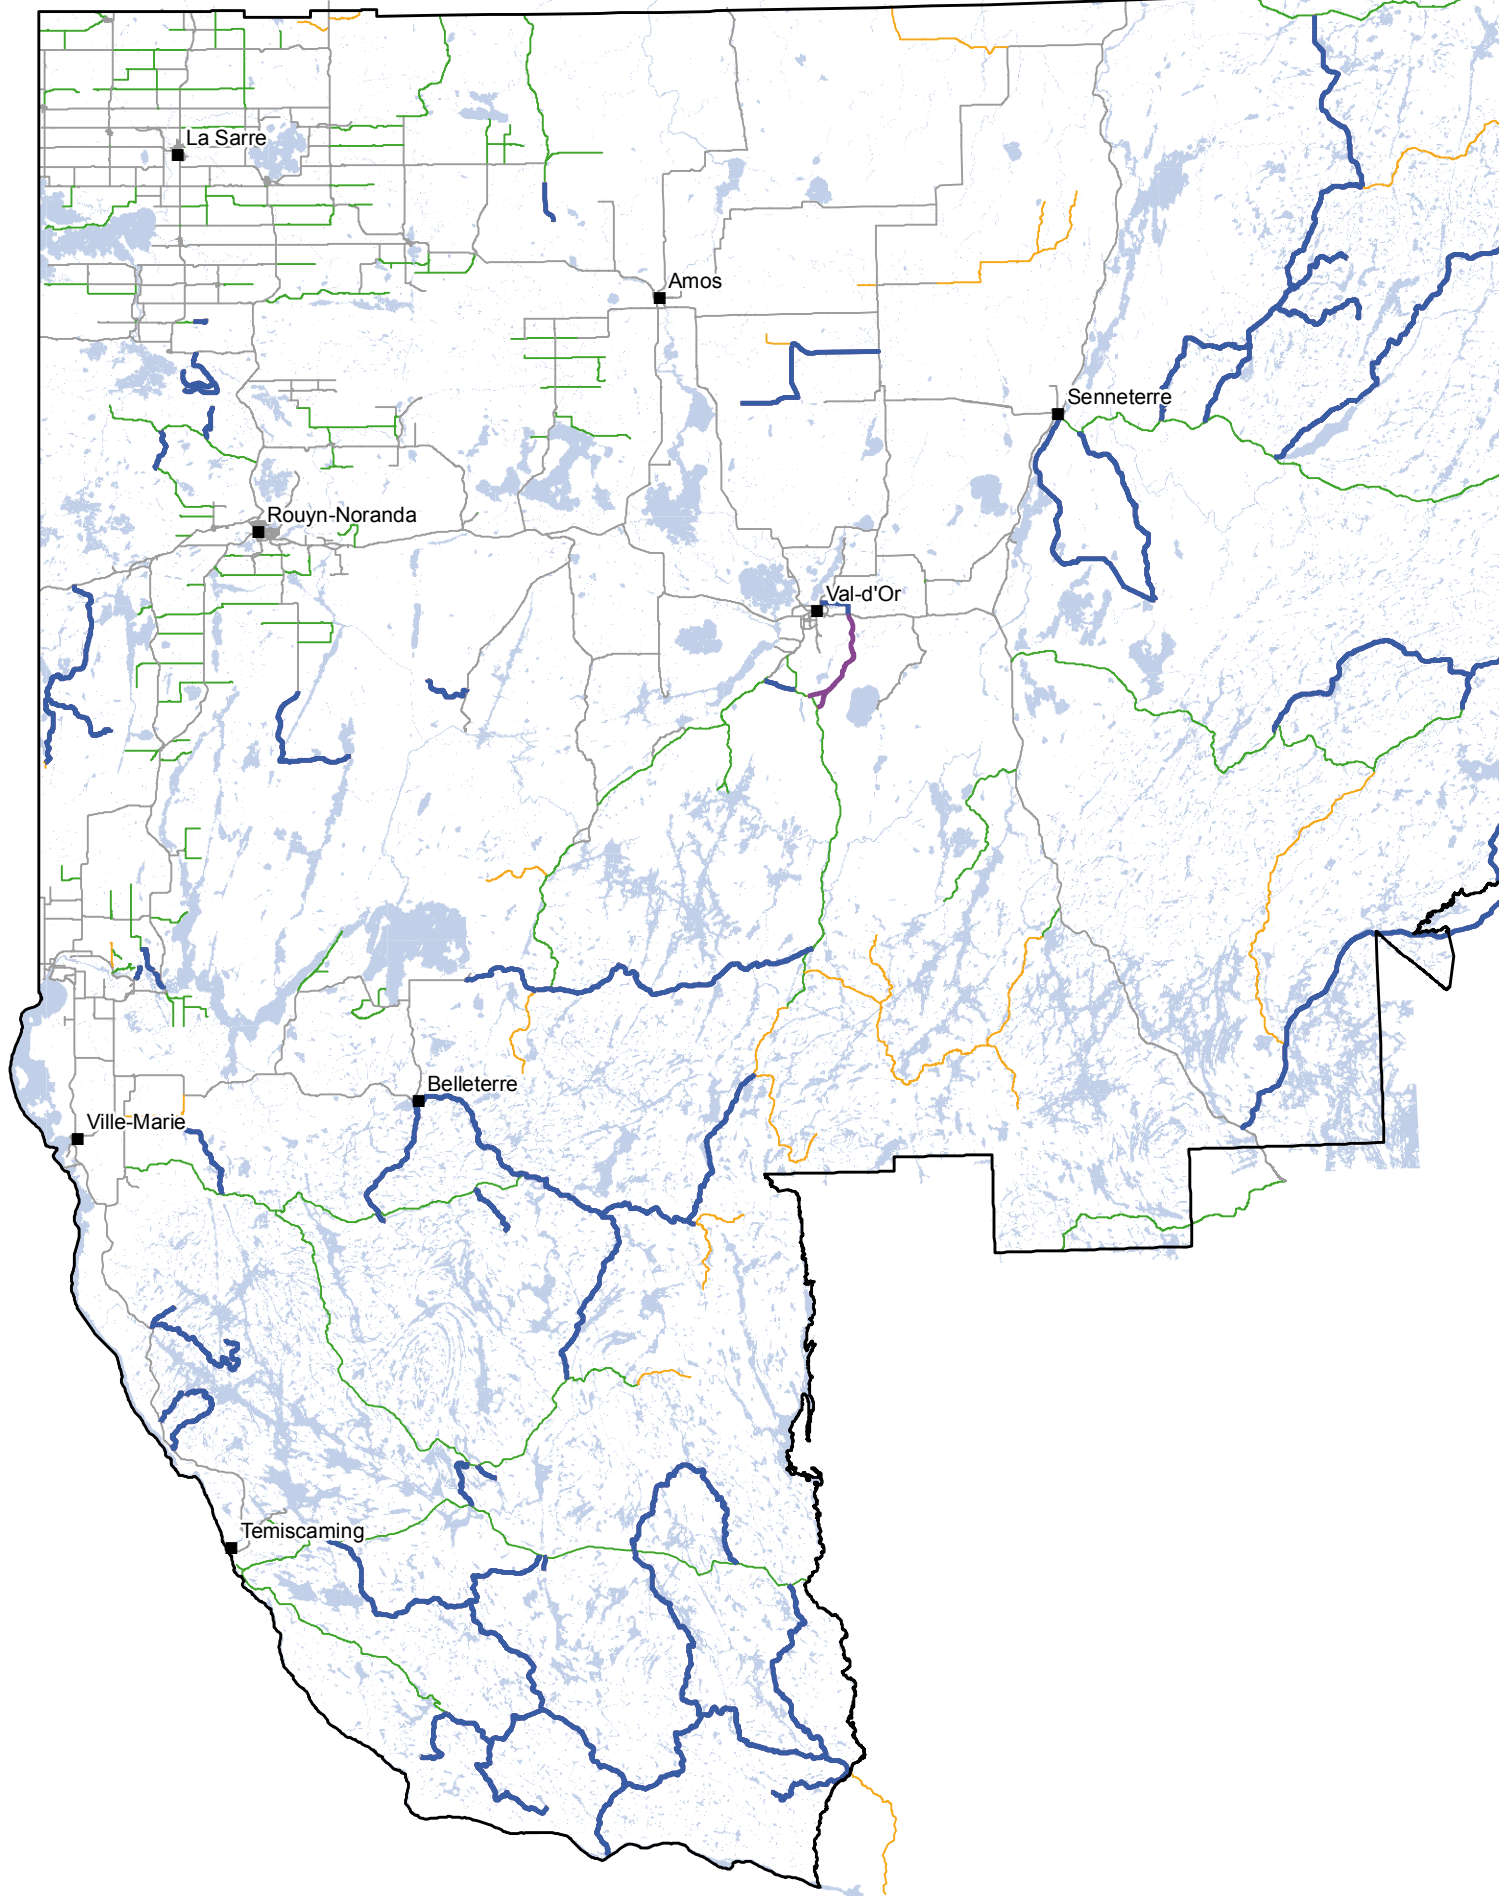 La Sarre
Amos
Senneterre
Rouyn-Noranda
Val-d'Or
Belleterre
Ville-Marie
Temiscaming